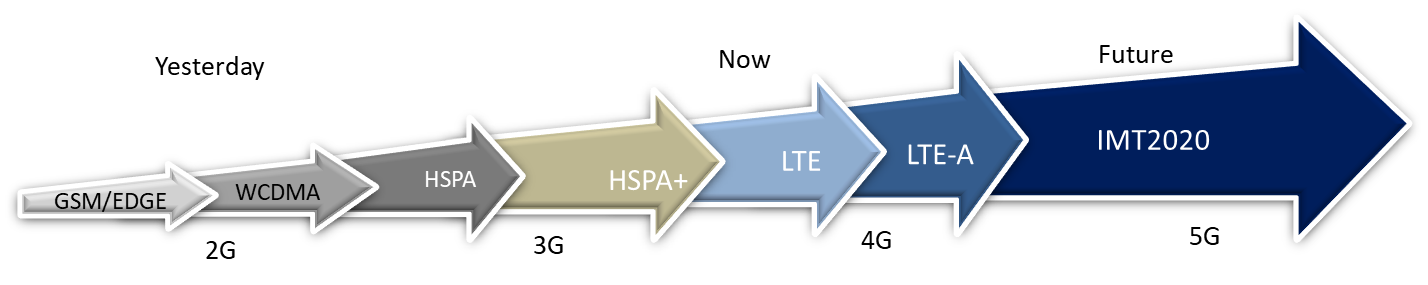 Yesterday
Now
Future
GSM/EDGE
WCDMA
HSPA
HSPA+
LTE
LTE-A
IMT2020
2G
3G
4G
5G